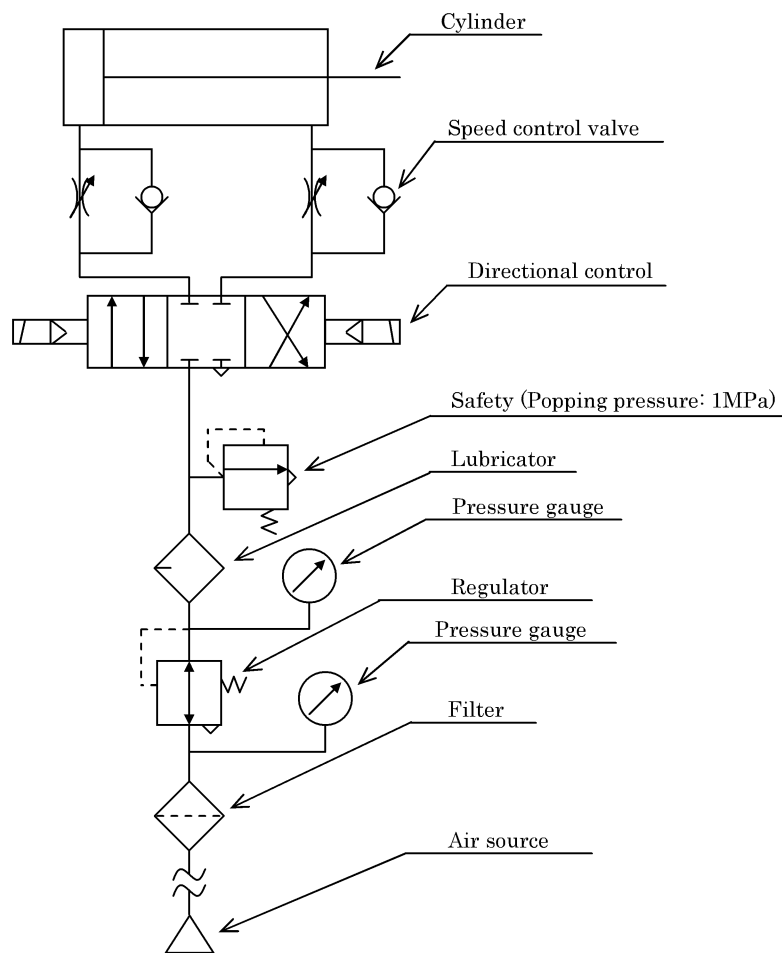 Cylinder
Speed control valve
Directional control
Safety (Popping pressure: 1MPa)
Lubricator
Pressure gauge
Regulator
Pressure gauge
Filter
Air source